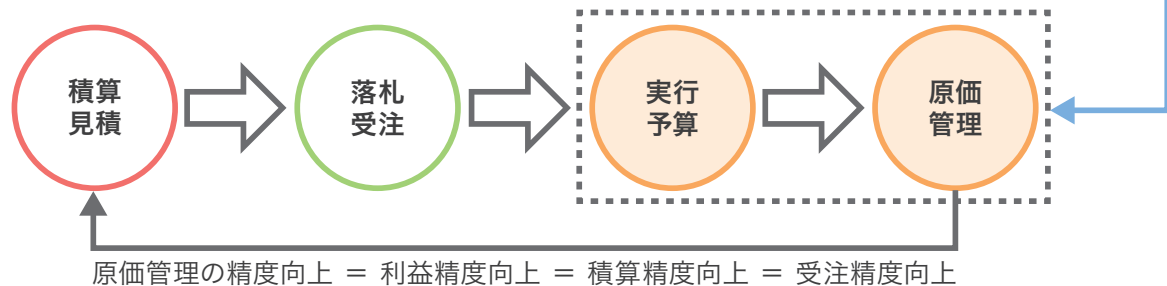 積算
見積
落札
受注
実行
予算
原価
管理
原価管理の精度向上 ＝ 利益精度向上 ＝ 積算精度向上 ＝ 受注精度向上